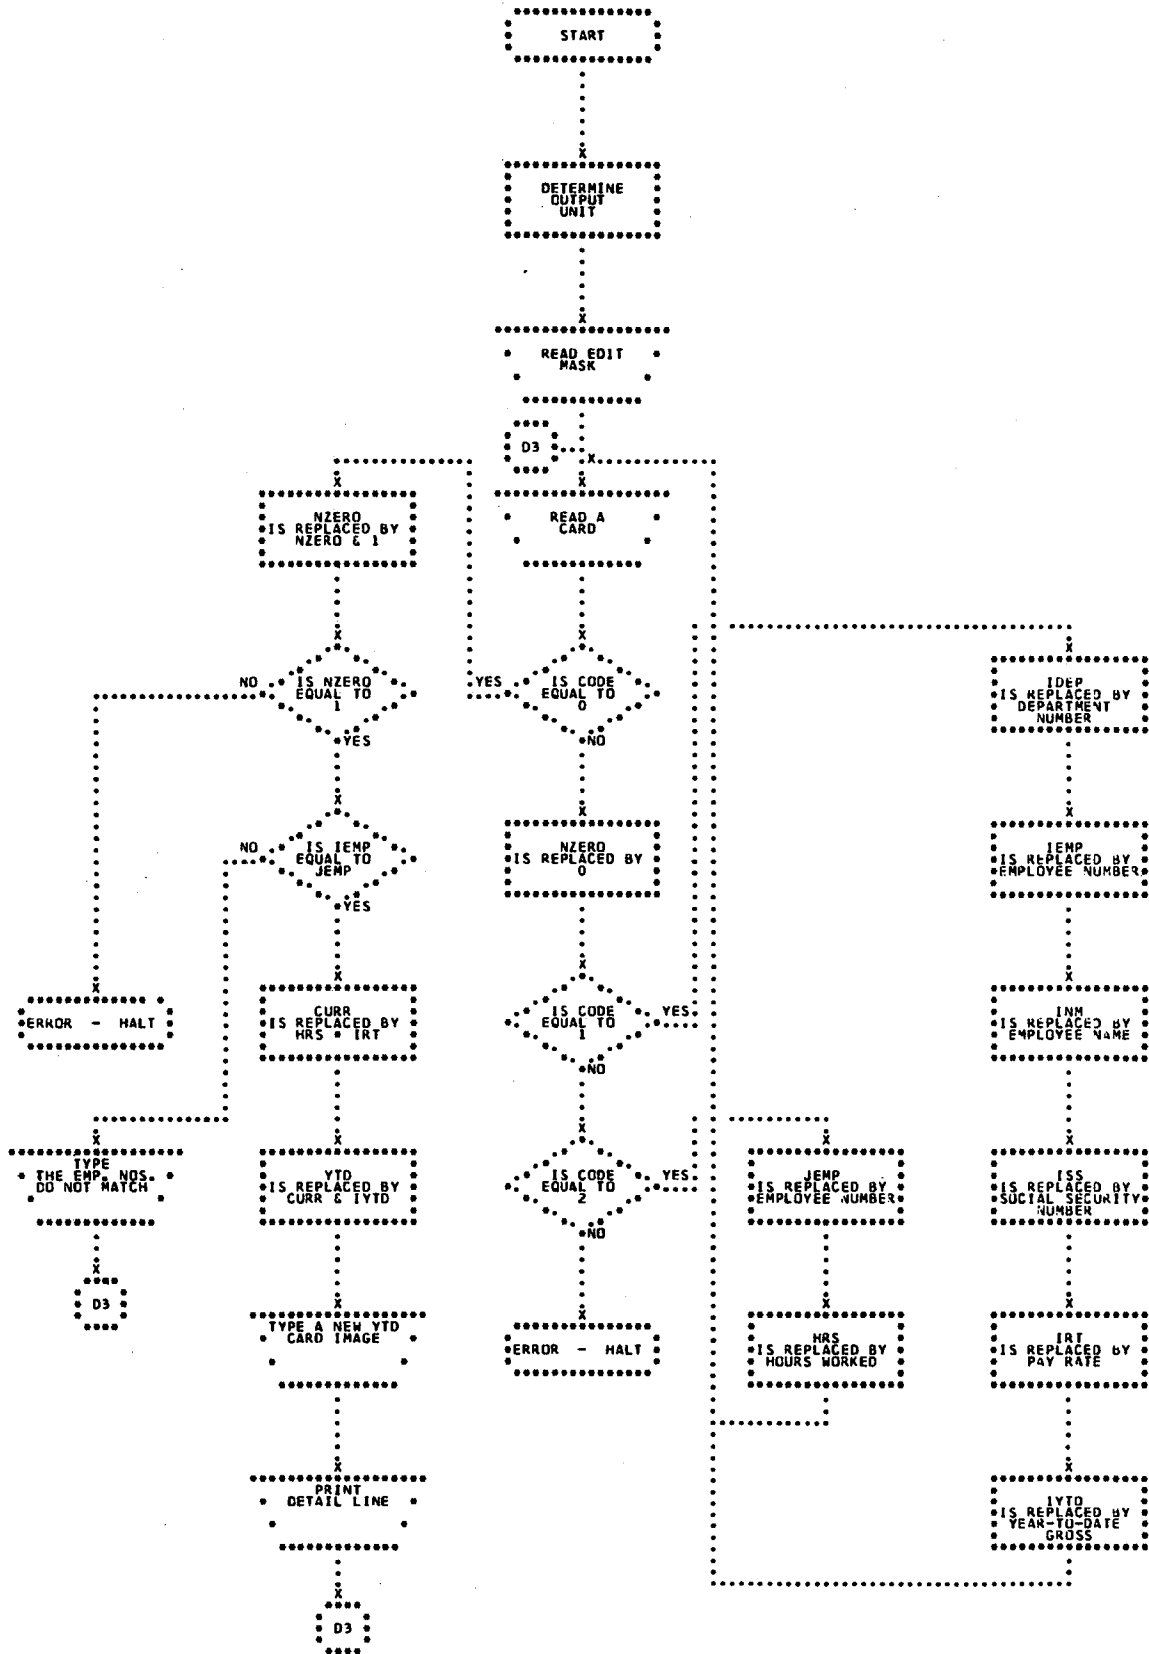 START
DETERMINE
OUTPUT
UNIT
READ EDIT
MASK
D3
READ A
CARD
IS CODE
EQUAL TO
0
YES
NO
NZERO
IS REPLACED BY
NZERO & 1
IS NZERO
EQUAL TO
1
NO
YES
IS IEMP
EQUAL TO
JEMP
NO
YES
ERROR - HALT
CURR
IS REPLACED BY
HRS * IRT
TYPE
THE EMP. NOS.
DO NOT MATCH
D3
YTD
IS REPLACED BY
CURR & IYTD
TYPE A NEW YTD
CARD IMAGE
PRINT
DETAIL LINE
D3
NZERO
IS REPLACED BY
0
IS CODE
EQUAL TO
1
YES
NO
IS CODE
EQUAL TO
2
YES
NO
ERROR - HALT
JEMP
IS REPLACED BY
EMPLOYEE NUMBER
HRS
IS REPLACED BY
HOURS WORKED
IDEP
IS REPLACED BY
DEPARTMENT
NUMBER
IEMP
IS REPLACED BY
EMPLOYEE NUMBER
INM
IS REPLACED BY
EMPLOYEE NAME
ISS
IS REPLACED BY
SOCIAL SECURITY
NUMBER
IRT
IS REPLACED BY
PAY RATE
IYTD
IS REPLACED BY
YEAR-TO-DATE
GROSS